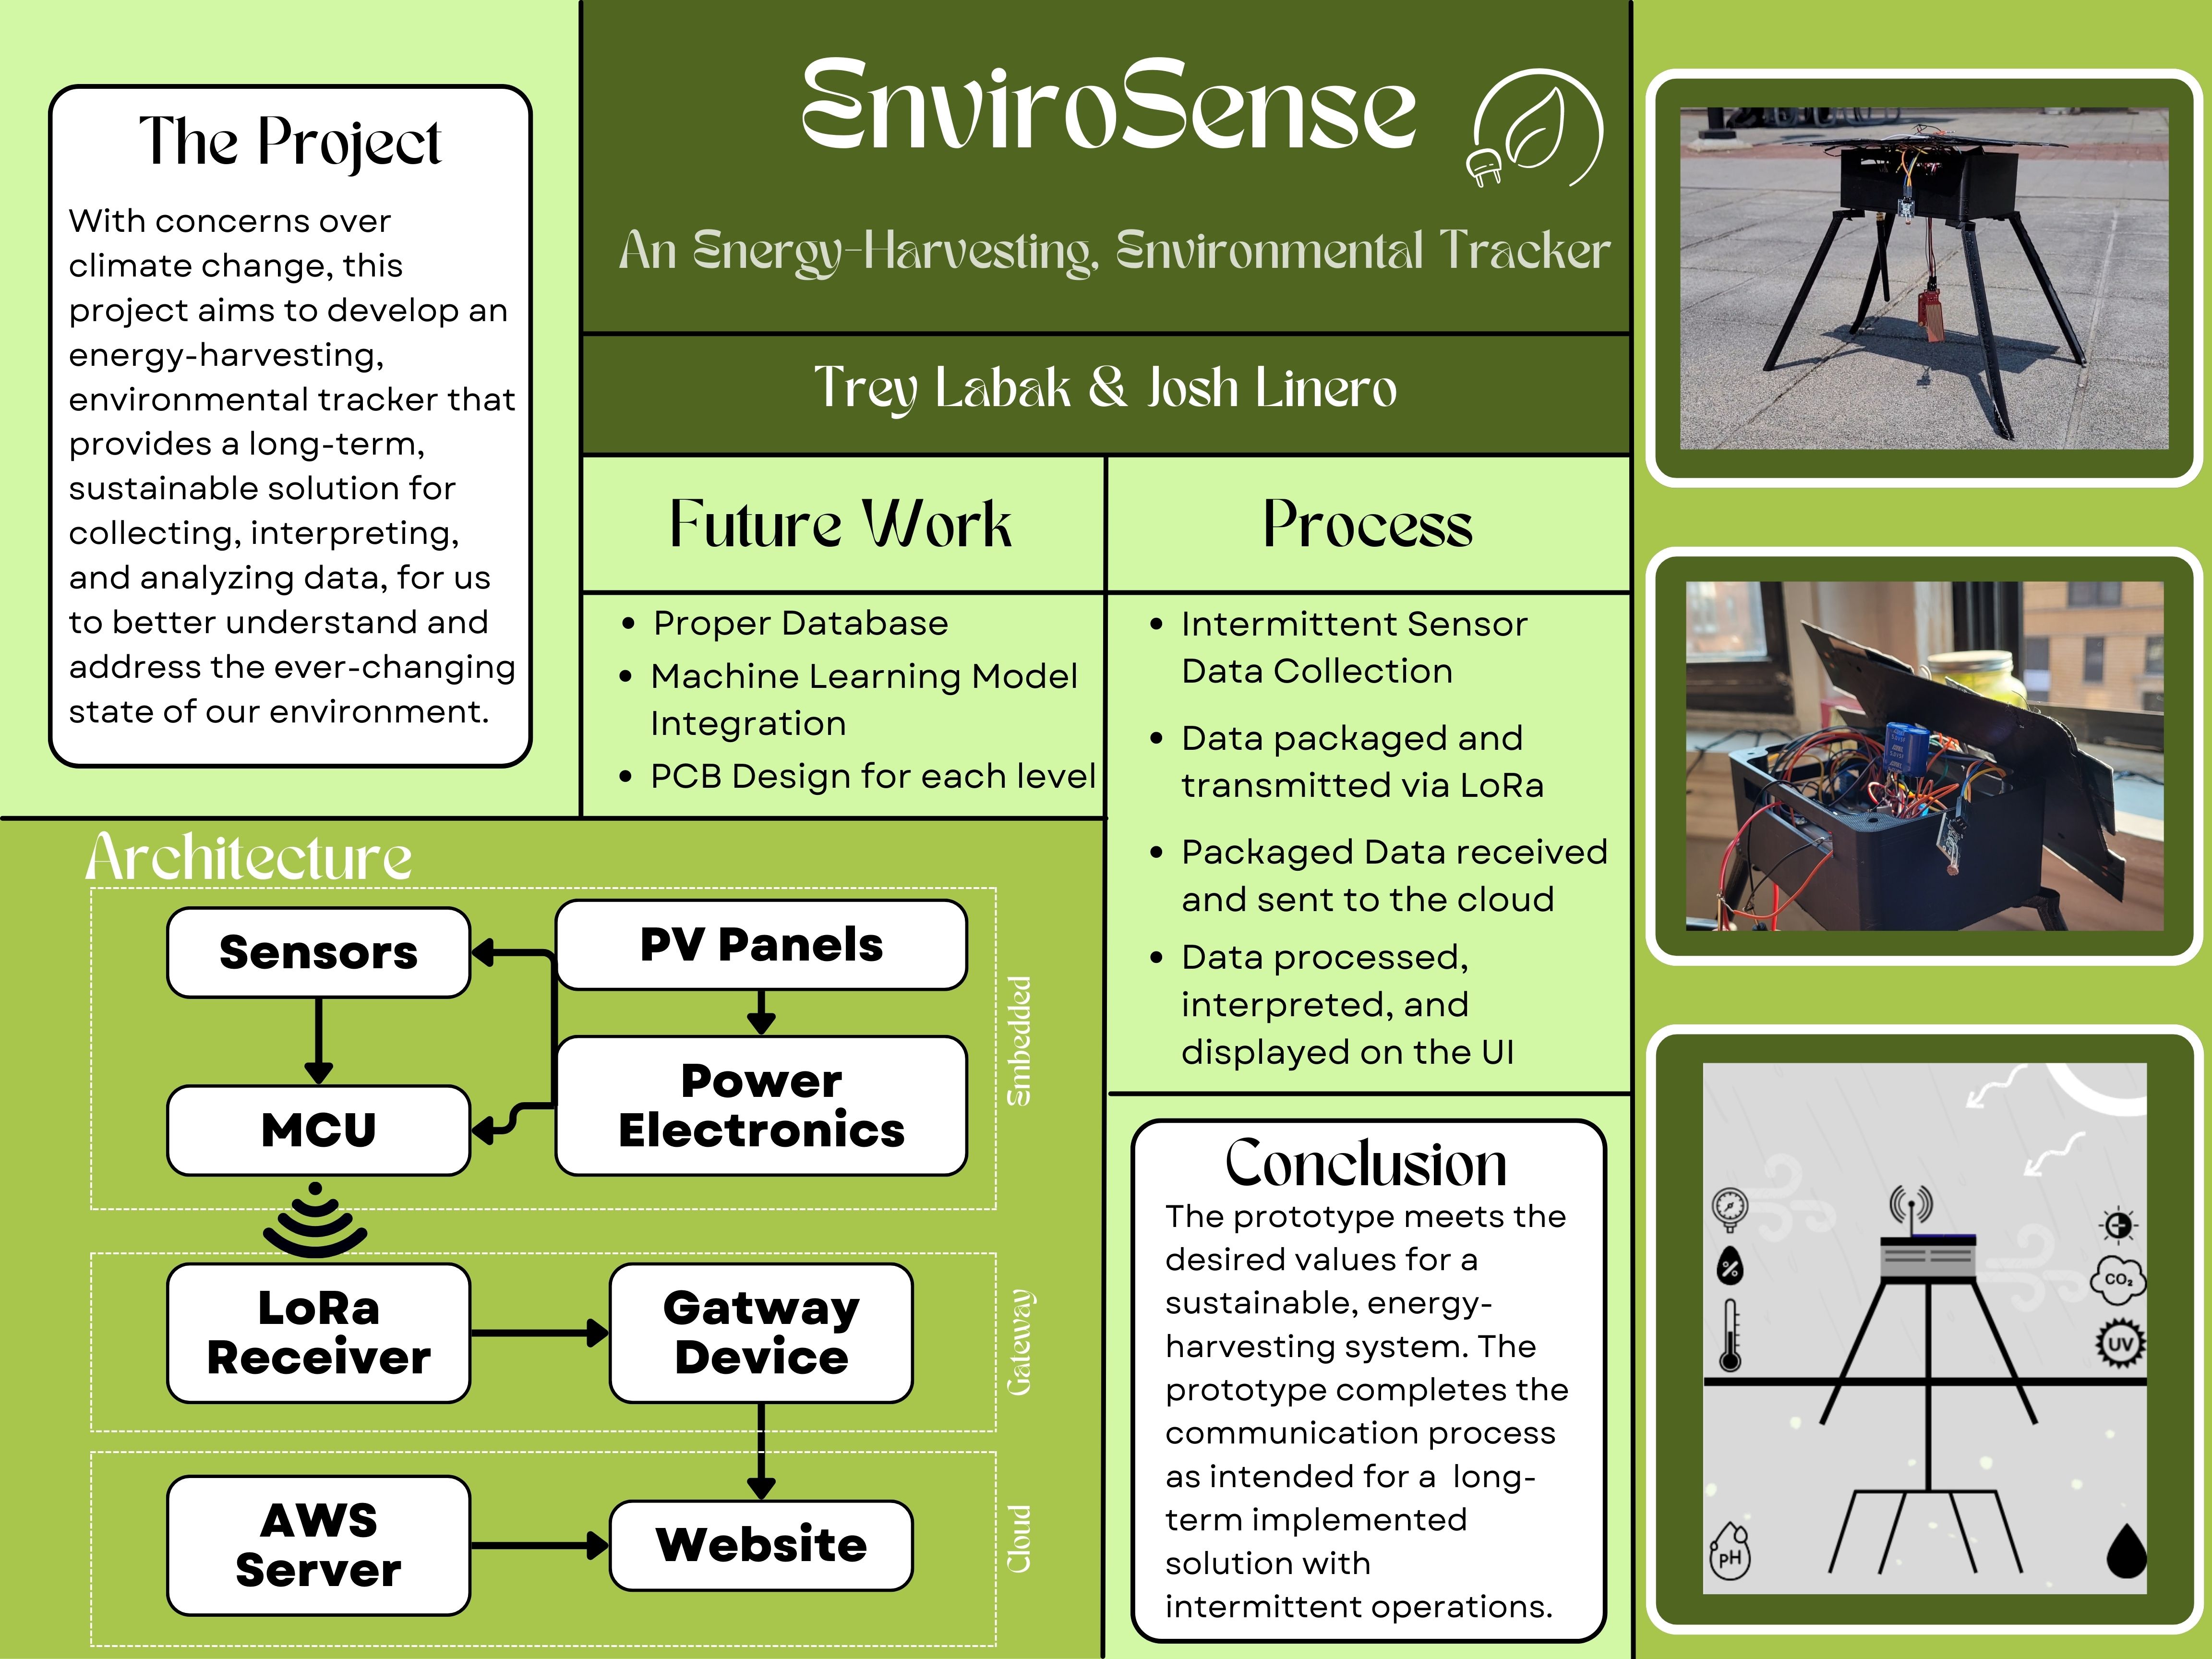 The Project
With concerns over
climate change, this
project aims to develop an
energy-harvesting,
environmental tracker that
provides a long-term,
sustainable solution for
collecting, interpreting,
and analyzing data, for us
to better understand and
address the ever-changing
state of our environment.
EnviroSense
An Energy-Harvesting, Environmental Tracker
Trey Labak & Josh Linero
Future Work
• Proper Database
• Machine Learning Model
Integration
• PCB Design for each level
Process
• Intermittent Sensor
Data Collection
• Data packaged and
transmitted via LoRa
• Packaged Data received
and sent to the cloud
• Data processed,
interpreted, and
displayed on the UI
Architecture
Sensors
PV Panels
MCU
Power
Electronics
Embedded
LoRa
Receiver
Gatway
Device
Gateway
AWS
Server
Website
Cloud
Conclusion
The prototype meets the
desired values for a
sustainable, energy-
harvesting system. The
prototype completes the
communication process
as intended for a  long-
term implemented
solution with
intermittent operations.
%
CO₂
UV
pH